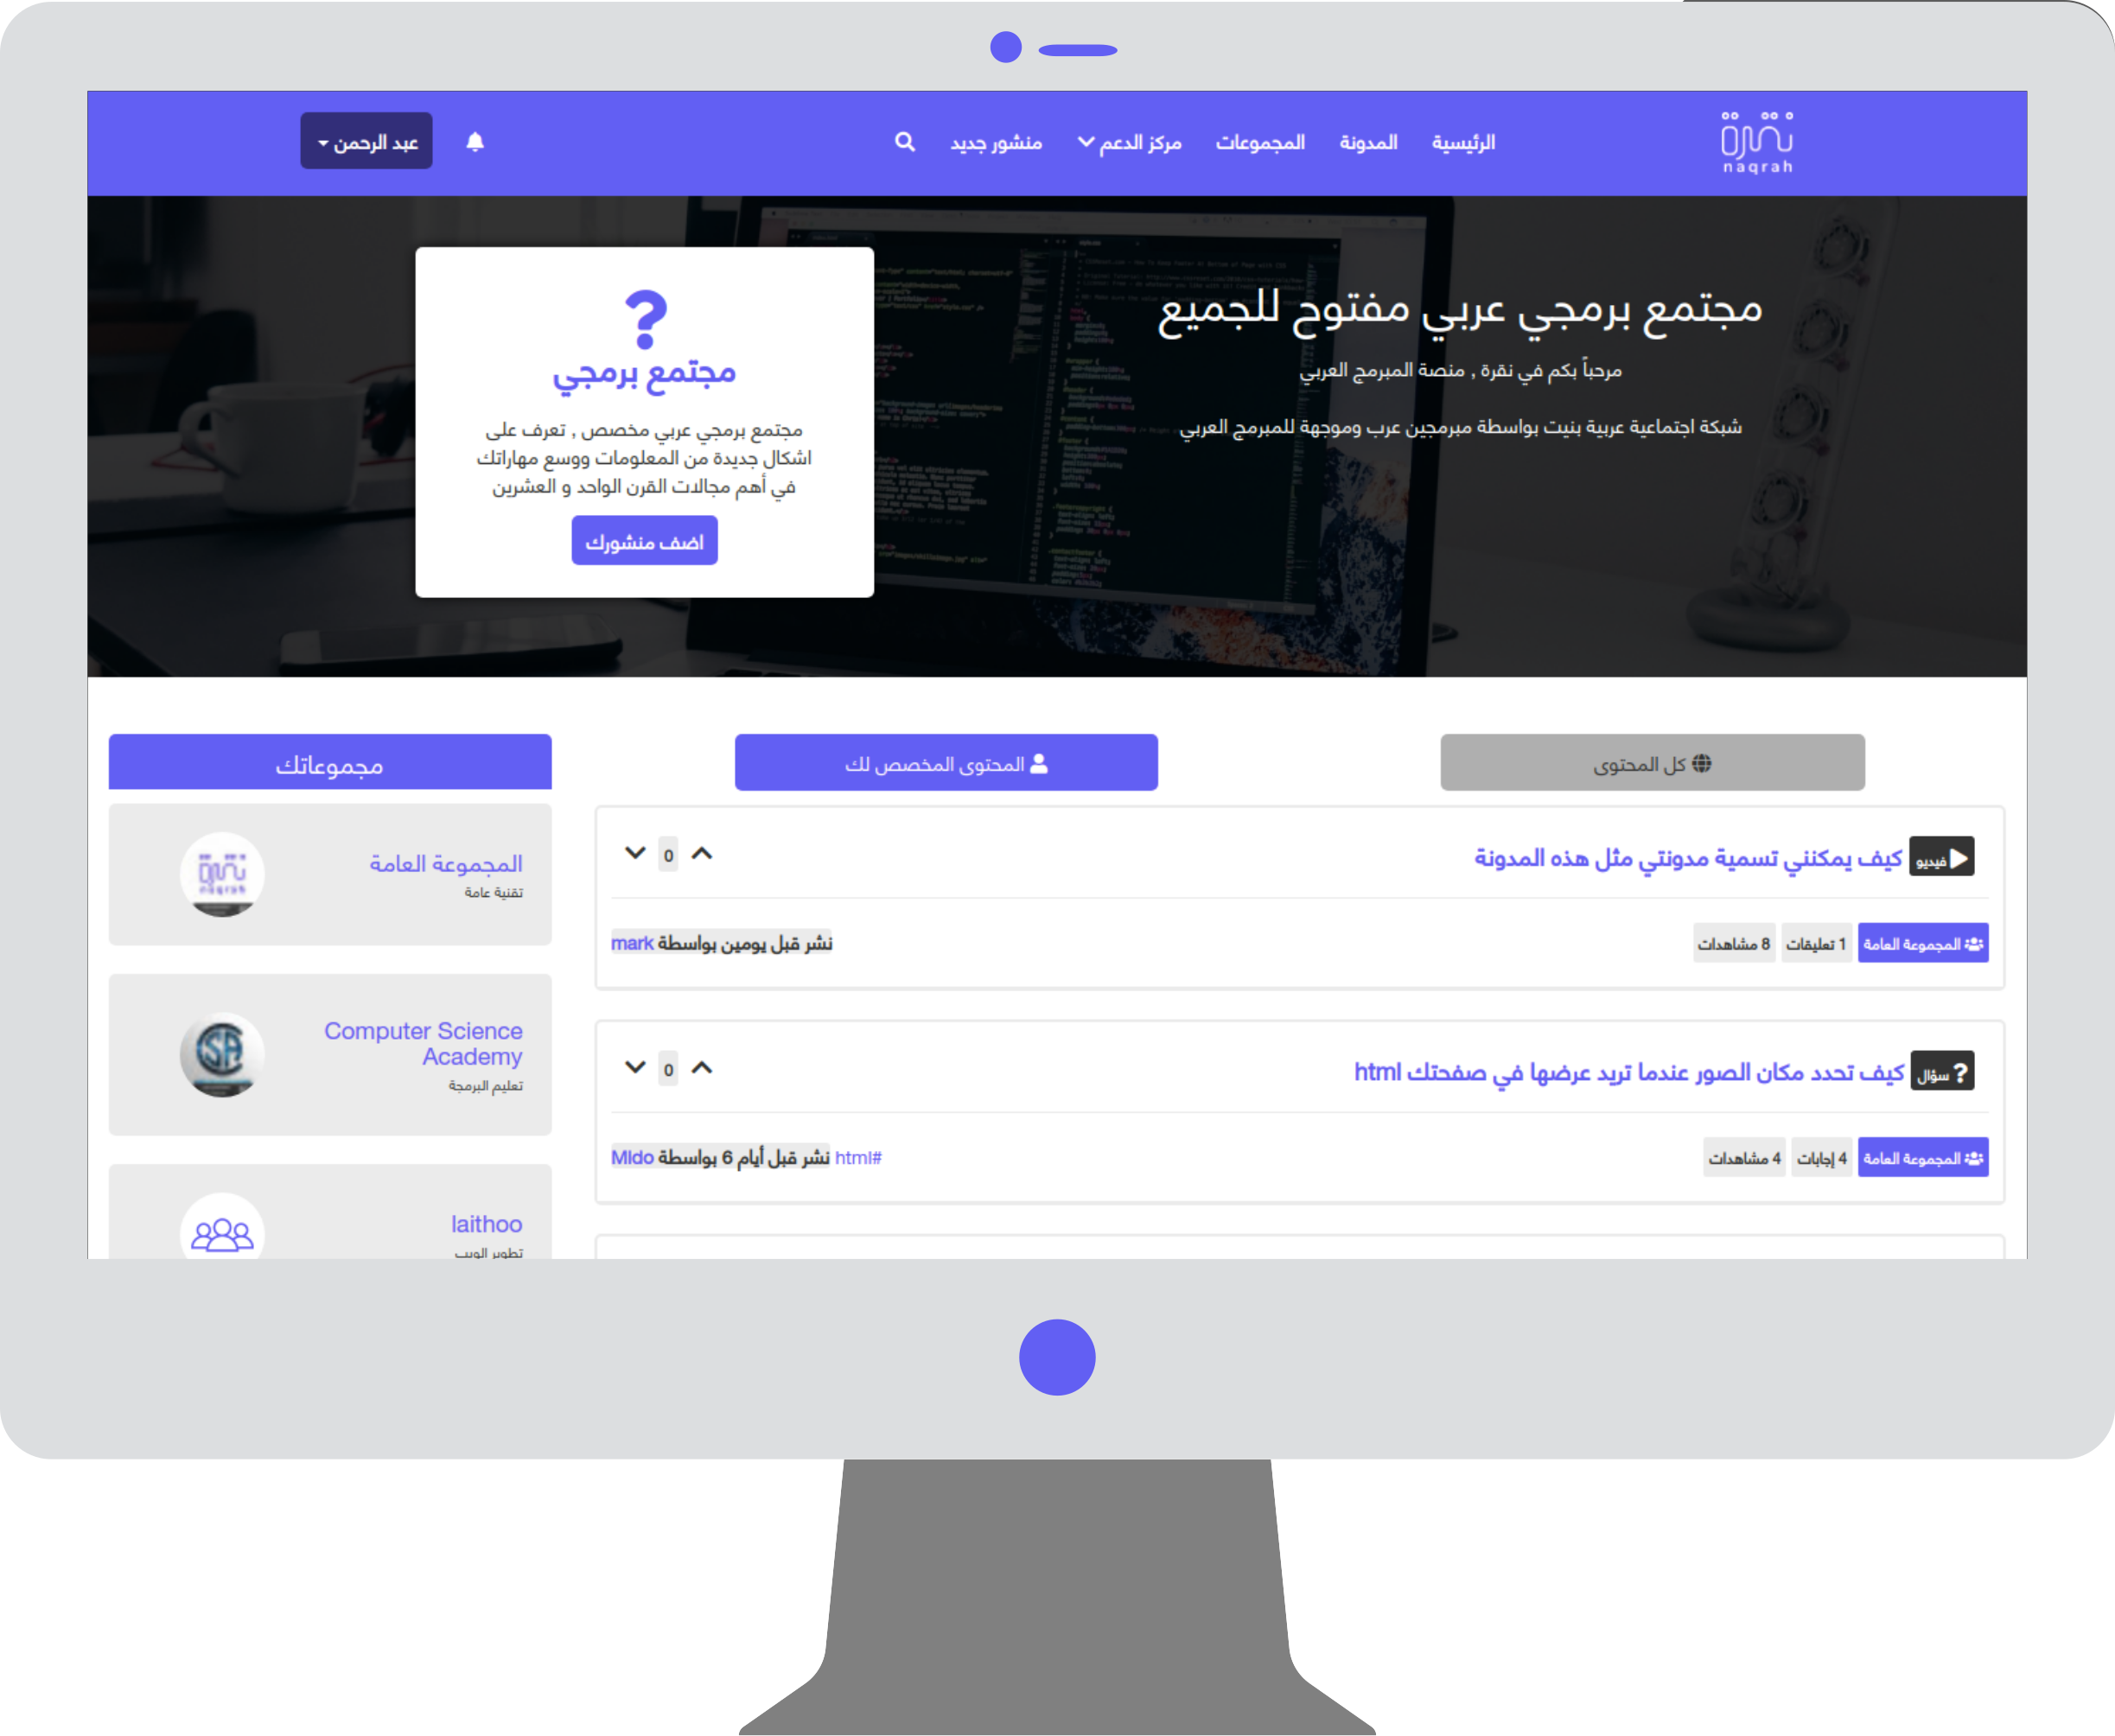 نقرة
naqrah
الرئيسية
المدونة
المجموعات
مركز الدعم
منشور جديد
عبد الرحمن
مجتمع برمجي عربي مفتوح للجميع
مرحباً بكم في نقرة , منصة المبرمج العربي
شبكة اجتماعية عربية بنيت بواسطة مبرمجين عرب وموجهة للمبرمج العربي
مجتمع برمجي
مجتمع برمجي عربي مخصص , تعرف على
اشكال جديدة من المعلومات ووسع مهاراتك
في أهم مجالات القرن الواحد و العشرين
اضف منشورك
كل المحتوى
المحتوى المخصص لك
فيديو كيف يمكنني تسمية مدونتي مثل هذه المدونة
0
المجموعة العامة 1 تعليقات 8 مشاهدات
نشر قبل يومين بواسطة mark
سؤال كيف تحدد مكان الصور عندما تريد عرضها في صفحتك html
0
المجموعة العامة 4 إجابات 4 مشاهدات
#html نشر قبل أيام 6 بواسطة MIdo
مجموعاتك
المجموعة العامة
تقنية عامة
Computer Science
Academy
تعليم البرمجة
laithoo
تطوير الويب